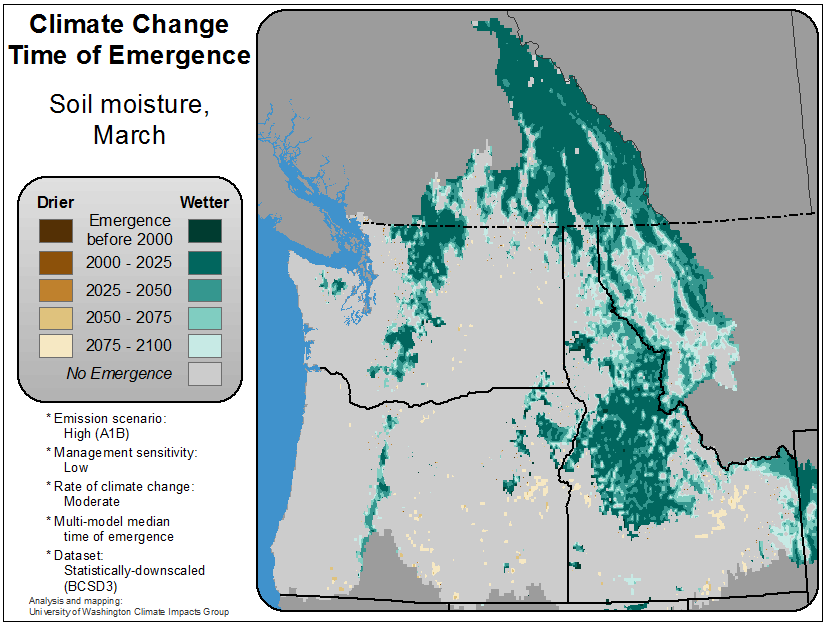 Climate Change
Time of Emergence
Soil moisture,
March
Drier Wetter
Emergence
before 2000
2000 - 2025
2025 - 2050
2050 - 2075
2075 - 2100
No Emergence
* Emission scenario:
High (A1B)
* Management sensitivity:
Low
* Rate of climate change:
Moderate
* Multi-model median
time of emergence
* Dataset:
Statistically-downscaled
(BCSD3)
Analysis and mapping:
University of Washington Climate Impacts Group